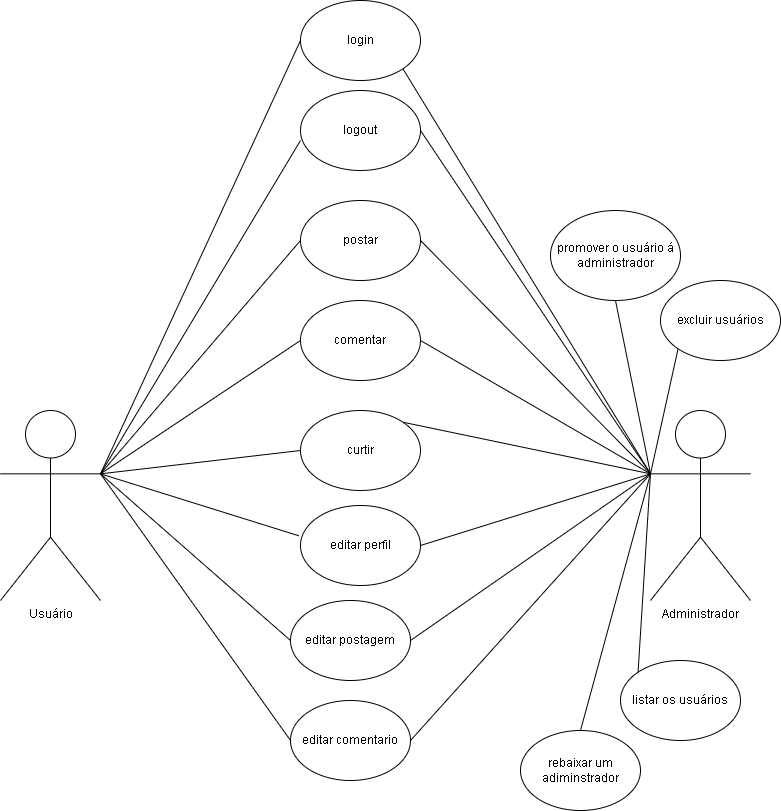 login
logout
postar
promover o usuário á
administrador
excluir usuários
comentar
curtir
editar perfil
Usuário
Administrador
editar postagem
listar os usuários
editar comentario
rebaixar um
adiminstrador